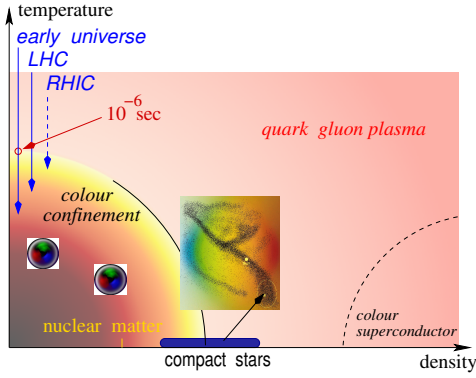 temperature
early universe
LHC
RHIC
10^-6 sec
quark gluon plasma
colour
confinement
nuclear matter
colour
superconductor
compact stars
density